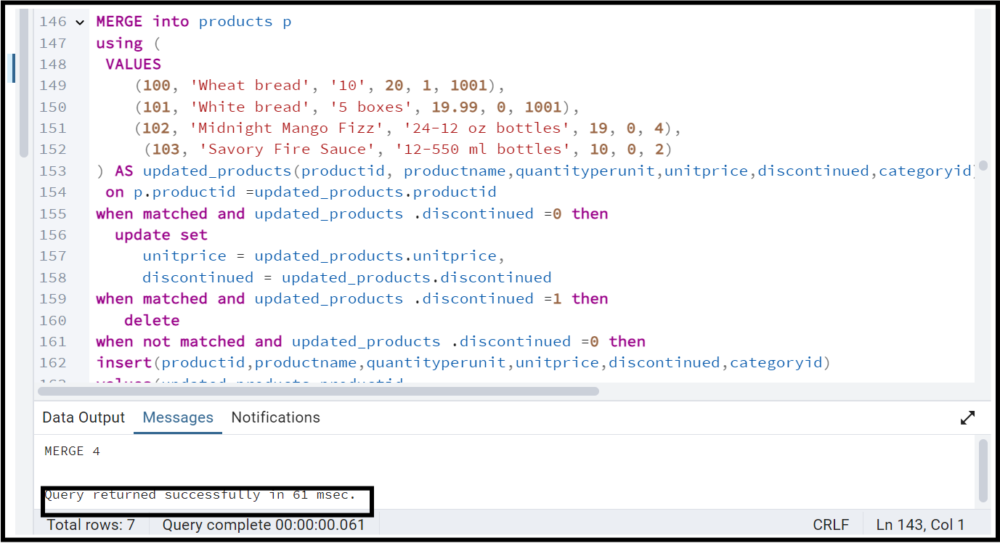 146 MERGE into products p
147 using (
148 VALUES
149 (100, 'Wheat bread', '10', 20, 1, 1001),
150 (101, 'White bread', '5 boxes', 19.99, 0, 1001),
151 (102, 'Midnight Mango Fizz', '24-12 oz bottles', 19, 0, 4),
152 (103, 'Savory Fire Sauce', '12-550 ml bottles', 10, 0, 2)
153 ) AS updated_products(productid, productname,quantityperunit,unitprice,discontinued,categoryid)
154 on p.productid =updated_products.productid
155 when matched and updated_products .discontinued =0 then
156 update set
157 unitprice = updated_products.unitprice,
158 discontinued = updated_products.discontinued
159 when matched and updated_products .discontinued =1 then
160 delete
161 when not matched and updated_products .discontinued =0 then
162 insert(productid,productname,quantityperunit,unitprice,discontinued,categoryid)
163 values(updated_products.productid
Data Output Messages Notifications
MERGE 4
Query returned successfully in 61 msec.
Total rows: 7 Query complete 00:00:00.061 CRLF Ln 143, Col 1